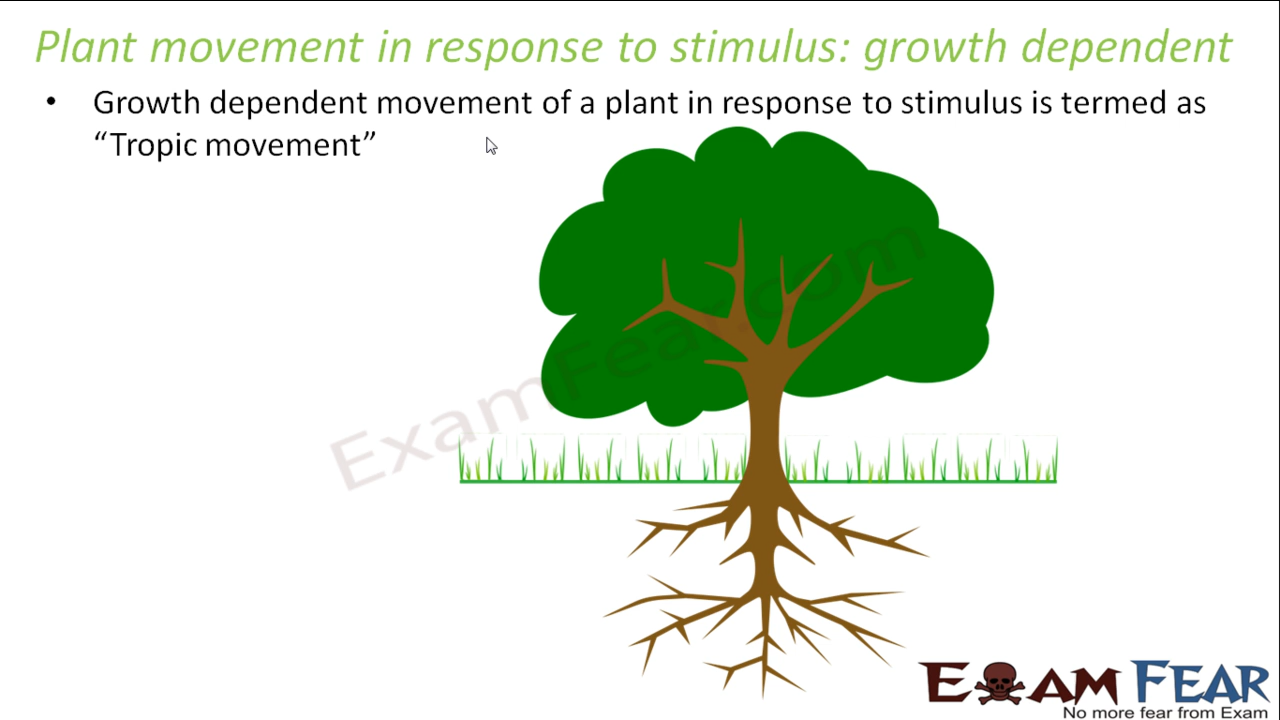 Plant movement in response to stimulus: growth dependent
• Growth dependent movement of a plant in response to stimulus is termed as
“Tropic movement”
ExamFear.com
EXAM FEAR
No more fear from Exam